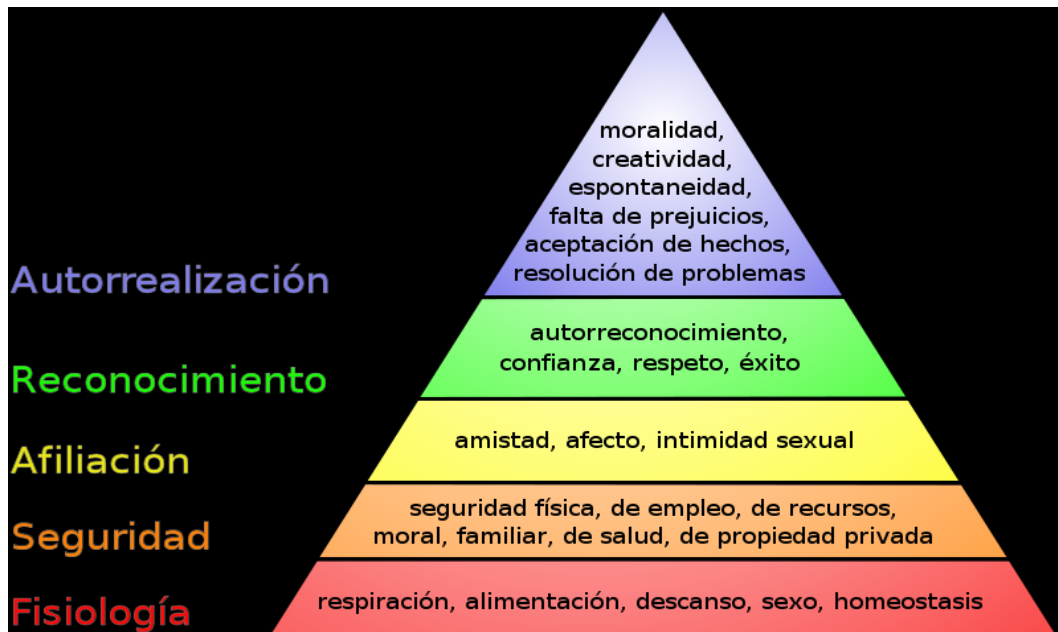 moralidad,
creatividad,
espontaneidad,
falta de prejuicios,
aceptación de hechos,
resolución de problemas
Autorrealización
autorreconocimiento,
confianza, respeto, éxito
Reconocimiento
amistad, afecto, intimidad sexual
Afiliación
seguridad física, de empleo, de recursos,
moral, familiar, de salud, de propiedad privada
Seguridad
respiración, alimentación, descanso, sexo, homeostasis
Fisiología